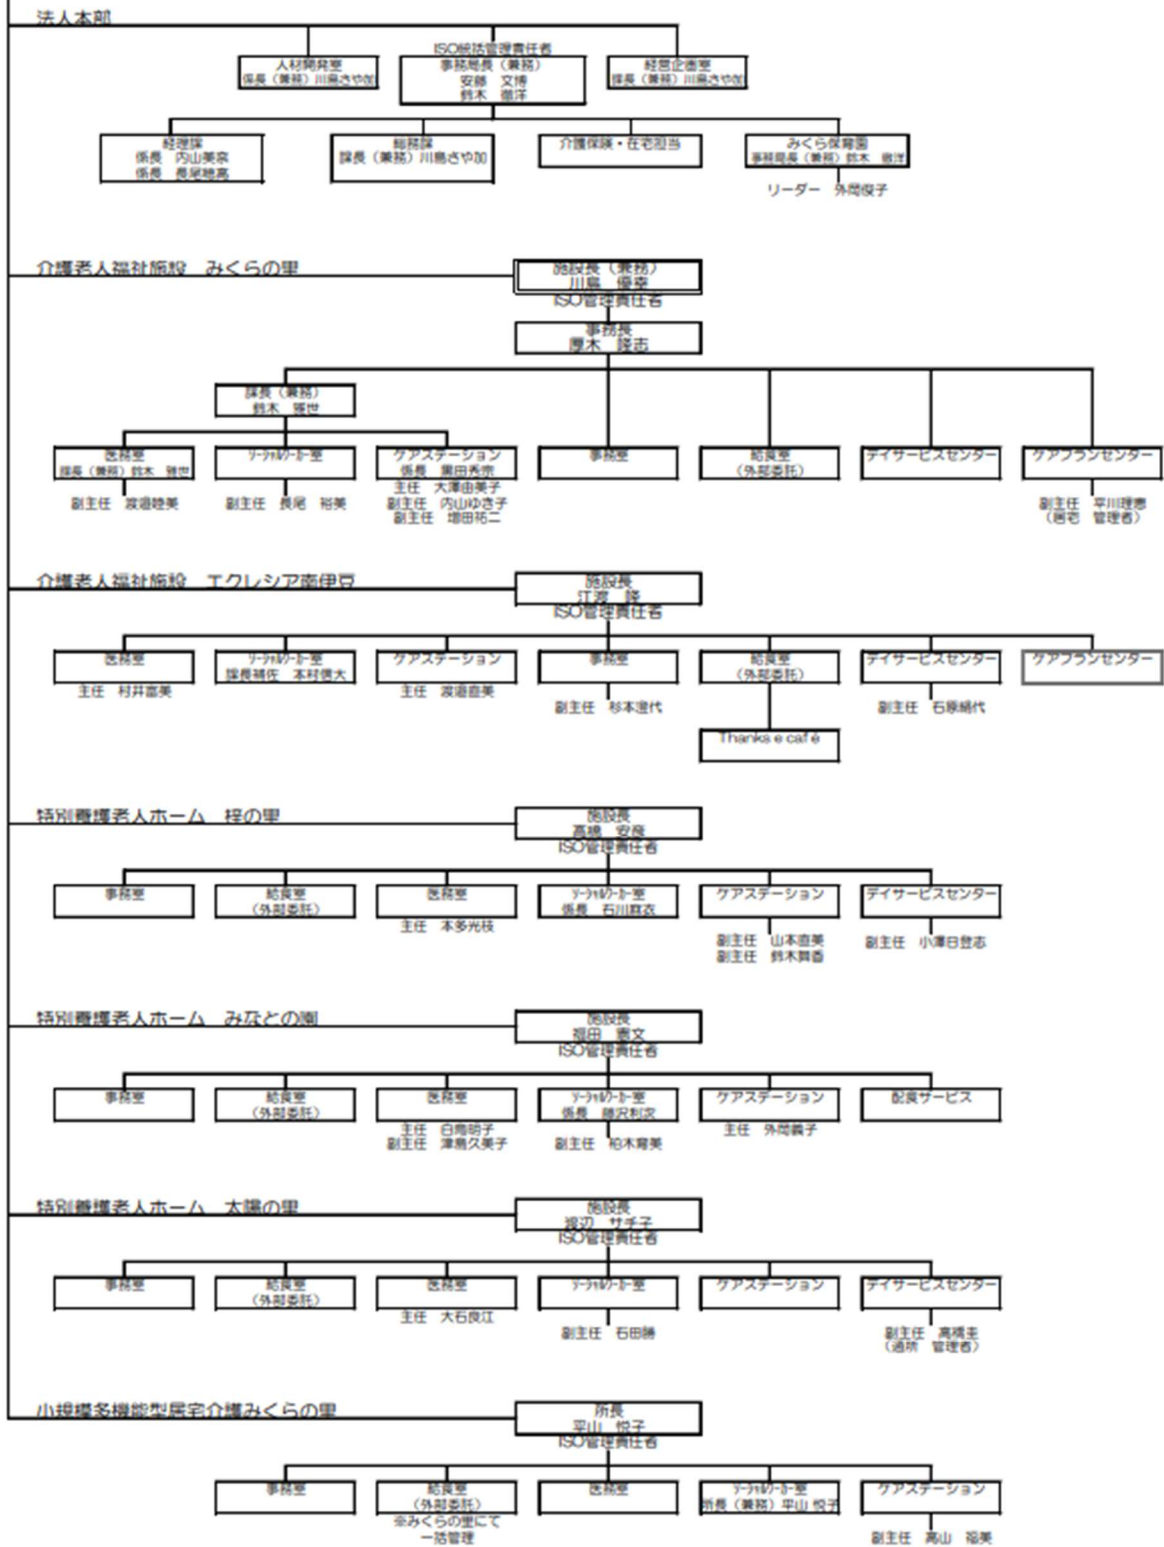 法人本部
人材開発室
係長（兼務）川島さや加
ISO統括管理責任者
事務局長（兼務）
安藤　文博
鈴木　徹洋
経営企画室
課長（兼務）川島さや加
経理課
係長　内山美奈
係長　長尾穂高
総務課
課長（兼務）川島さや加
介護保険・在宅担当
みくら保育園
事務局長（兼務）鈴木　徹洋
リーダー　外岡俊子
介護老人福祉施設　みくらの里
施設長（兼務）
川島　優幸
ISO管理責任者
事務長
厚木　隆志
課長（兼務）
鈴木　雅世
医務室
課長（兼務）鈴木　雅世
副主任　渡邉睦美
ｿｰｼｬﾙﾜｰｶｰ室
副主任　長尾　裕美
ケアステーション
係長　黒田秀宗
主任　大澤由美子
副主任　内山ゆき子
副主任　増田祐二
事務室
給食室
（外部委託）
デイサービスセンター
ケアプランセンター
副主任　平川理恵
（居宅　管理者）
介護老人福祉施設　エクレシア南伊豆
施設長
江渡　隆
ISO管理責任者
医務室
主任　村井富美
ｿｰｼｬﾙﾜｰｶｰ室
課長補佐　本村信大
ケアステーション
主任　渡邉直美
事務室
副主任　杉本澄代
給食室
（外部委託）
Thanks e café
デイサービスセンター
副主任　石原絹代
ケアプランセンター
特別養護老人ホーム　梓の里
施設長
高橋　安彦
ISO管理責任者
事務室
給食室
（外部委託）
医務室
主任　本多光枝
ｿｰｼｬﾙﾜｰｶｰ室
係長　石川麻衣
ケアステーション
副主任　山本直美
副主任　鈴木舞香
デイサービスセンター
副主任　小澤日登志
特別養護老人ホーム　みなとの園
施設長
福田　憲文
ISO管理責任者
事務室
給食室
（外部委託）
医務室
主任　白鳥明子
副主任　津島久美子
ｿｰｼｬﾙﾜｰｶｰ室
係長　藤沢利次
副主任　柏木育美
ケアステーション
主任　外岡義子
配食サービス
特別養護老人ホーム　太陽の里
施設長
渡辺　サチ子
ISO管理責任者
事務室
給食室
（外部委託）
医務室
主任　大石良江
ｿｰｼｬﾙﾜｰｶｰ室
副主任　石田勝
ケアステーション
デイサービスセンター
副主任　高橋圭
（通所　管理者）
小規模多機能型居宅介護みくらの里
所長
平山　悦子
ISO管理責任者
事務室
給食室
（外部委託）
※みくらの里にて
一括管理
医務室
ｿｰｼｬﾙﾜｰｶｰ室
所長（兼務）平山 悦子
ケアステーション
副主任　高山　福美